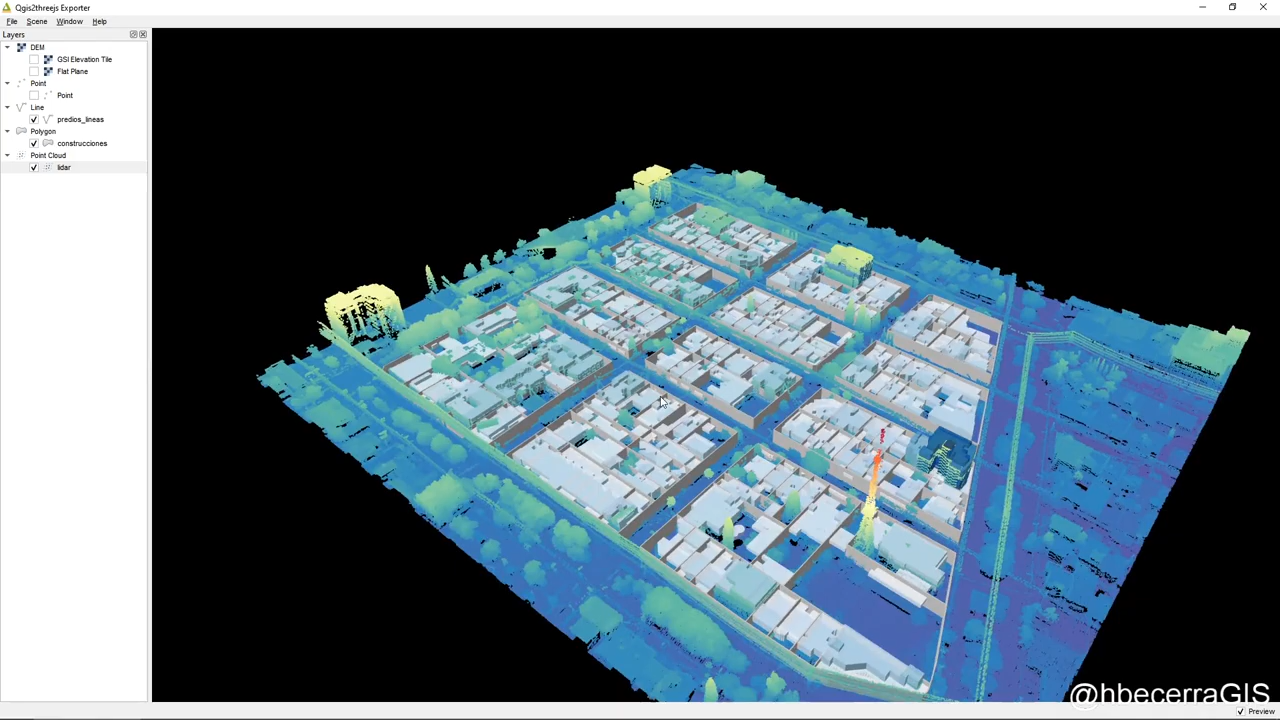 Qgis2threejs Exporter
File Scene Window Help
Layers
DEM
GSI Elevation Tile
Flat Plane
Point
Point
Line
predios_lineas
Polygon
construcciones
Point Cloud
lidar
@hbecerraGIS
Preview